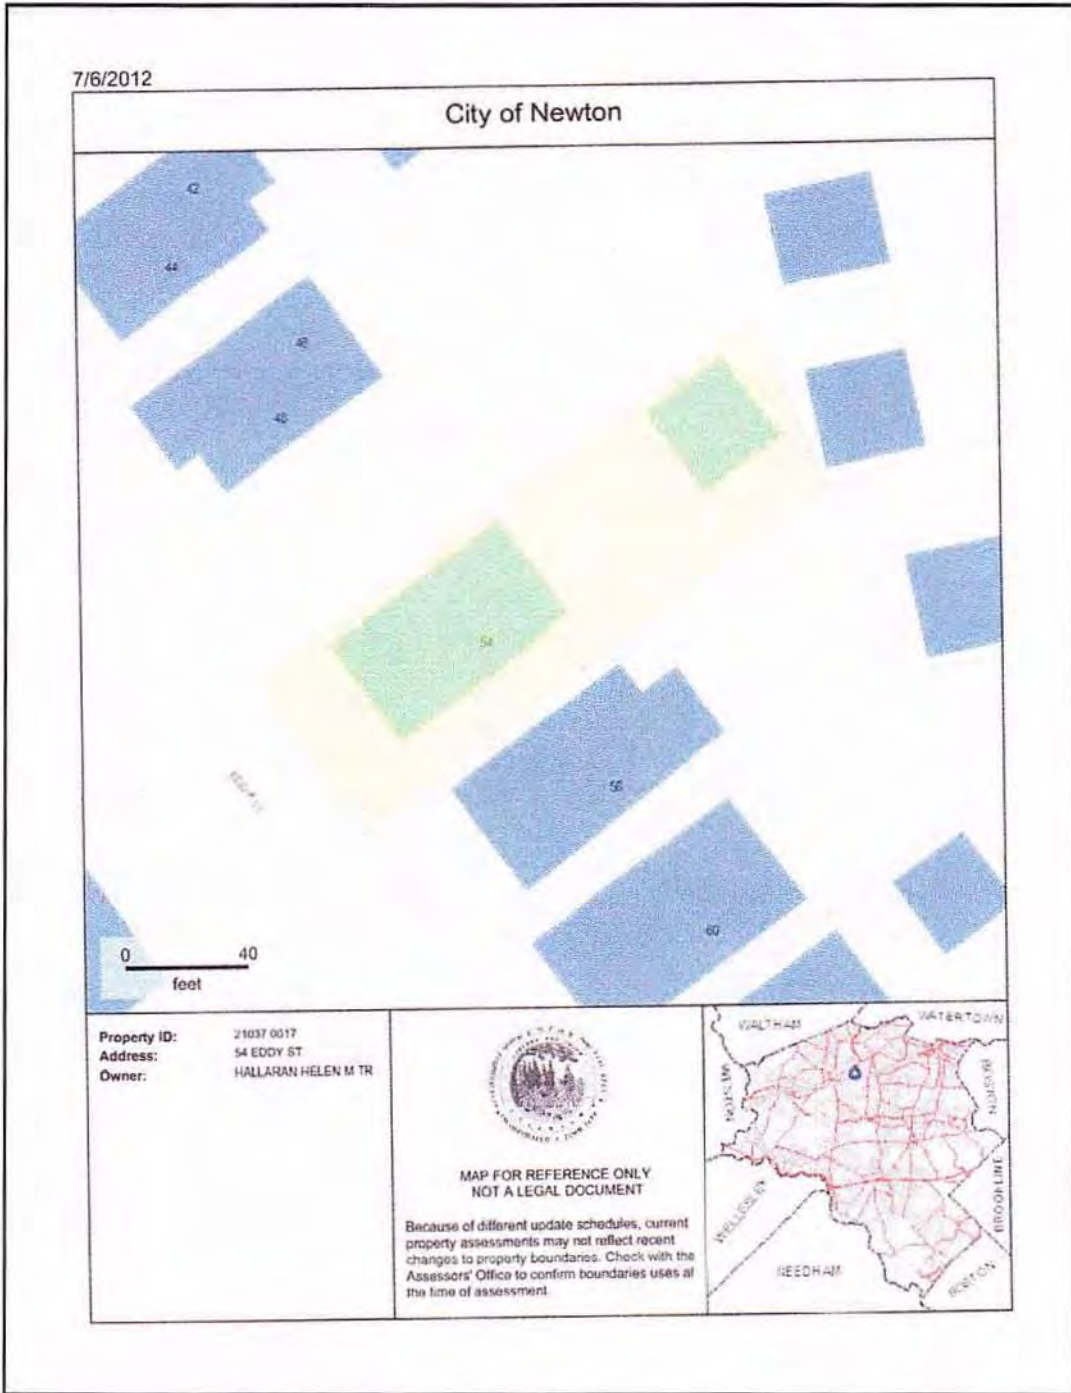 7/6/2012
City of Newton
42
44
46
48
54
56
60
0 40
feet
Property ID: 21037 0017
Address: 54 EDDY ST
Owner: HALLARAN HELEN M TR
MAP FOR REFERENCE ONLY
NOT A LEGAL DOCUMENT
Because of different update schedules, current
property assessments may not reflect recent
changes to property boundaries. Check with the
Assessors' Office to confirm boundaries uses at
the time of assessment.
WALTHAM
WATERTOWN
WESTON
BOSTON
WELLESLEY
BROOKLINE
NEEDHAM
BOSTON